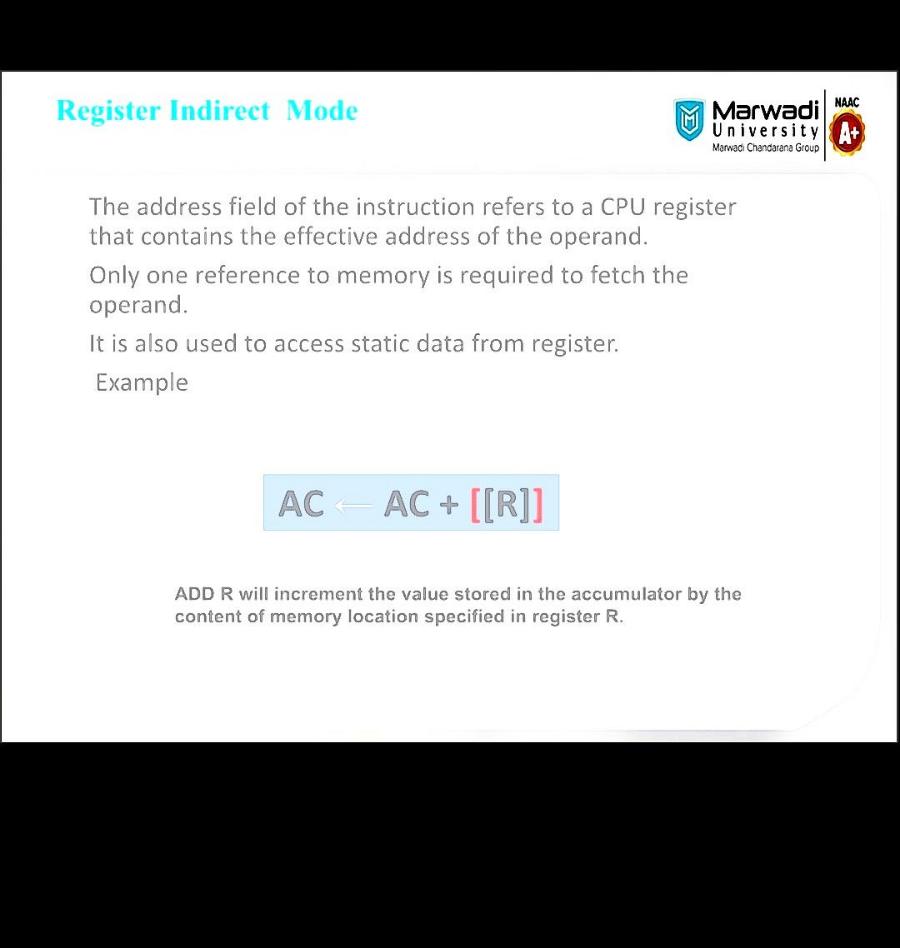 Register Indirect Mode
Marwadi
University
Marwadi Chandarana Group
NAAC
A+
The address field of the instruction refers to a CPU register
that contains the effective address of the operand.
Only one reference to memory is required to fetch the
operand.
It is also used to access static data from register.
Example
AC ← AC + [[R]]
ADD R will increment the value stored in the accumulator by the
content of memory location specified in register R.